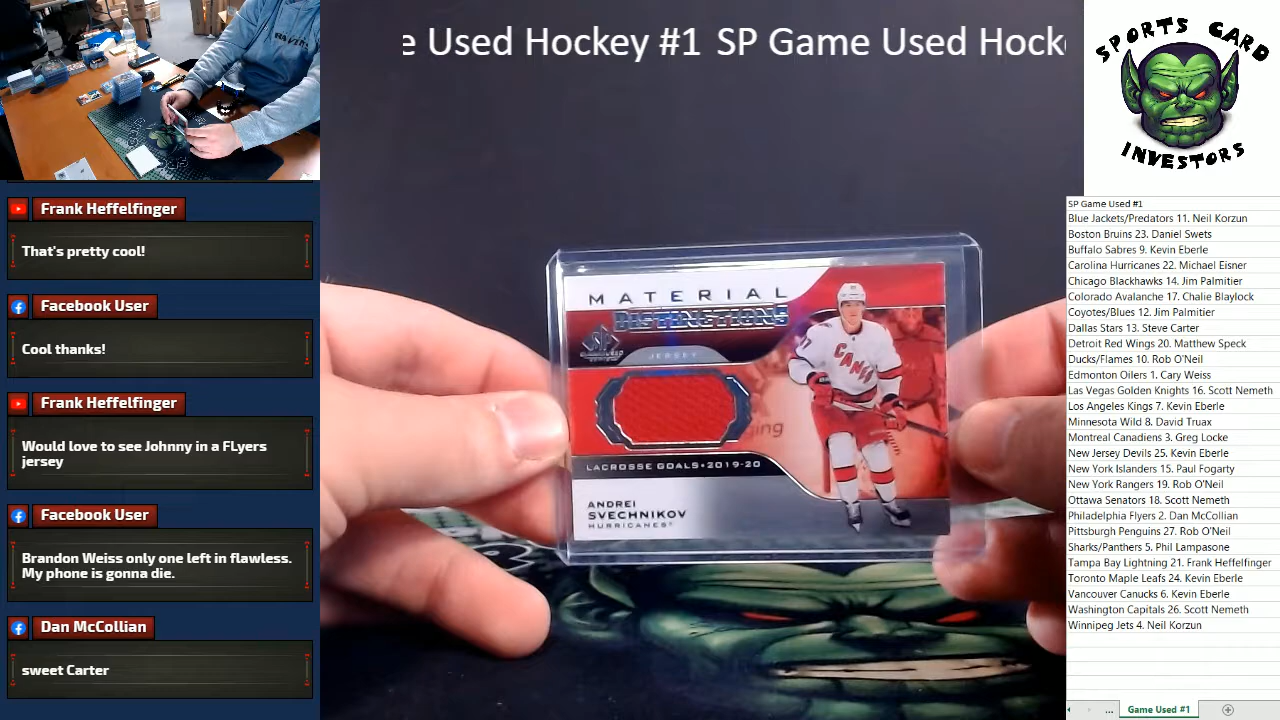 e Used Hockey #1 SP Game Used Hock
SPORTS CARD
INVESTORS
Frank Heffelfinger
That's pretty cool!
Facebook User
Cool thanks!
Frank Heffelfinger
Would love to see Johnny in a FLyers
jersey
Facebook User
Brandon Weiss only one left in flawless.
My phone is gonna die.
Dan McCollian
sweet Carter
MATERIAL
DISTINCTIONS
SP
JERSEY
CANES
LACROSSE GOALS • 2019-20
ANDREI
SVECHNIKOV
HURRICANES
SP Game Used #1
Blue Jackets/Predators 11. Neil Korzun
Boston Bruins 23. Daniel Swets
Buffalo Sabres 9. Kevin Eberle
Carolina Hurricanes 22. Michael Eisner
Chicago Blackhawks 14. Jim Palmitier
Colorado Avalanche 17. Chalie Blaylock
Coyotes/Blues 12. Jim Palmitier
Dallas Stars 13. Steve Carter
Detroit Red Wings 20. Matthew Speck
Ducks/Flames 10. Rob O'Neil
Edmonton Oilers 1. Cary Weiss
Las Vegas Golden Knights 16. Scott Nemeth
Los Angeles Kings 7. Kevin Eberle
Minnesota Wild 8. David Truax
Montreal Canadiens 3. Greg Locke
New Jersey Devils 25. Kevin Eberle
New York Islanders 15. Paul Fogarty
New York Rangers 19. Rob O'Neil
Ottawa Senators 18. Scott Nemeth
Philadelphia Flyers 2. Dan McCollian
Pittsburgh Penguins 27. Rob O'Neil
Sharks/Panthers 5. Phil Lampasone
Tampa Bay Lightning 21. Frank Heffelfinger
Toronto Maple Leafs 24. Kevin Eberle
Vancouver Canucks 6. Kevin Eberle
Washington Capitals 26. Scott Nemeth
Winnipeg Jets 4. Neil Korzun
... Game Used #1